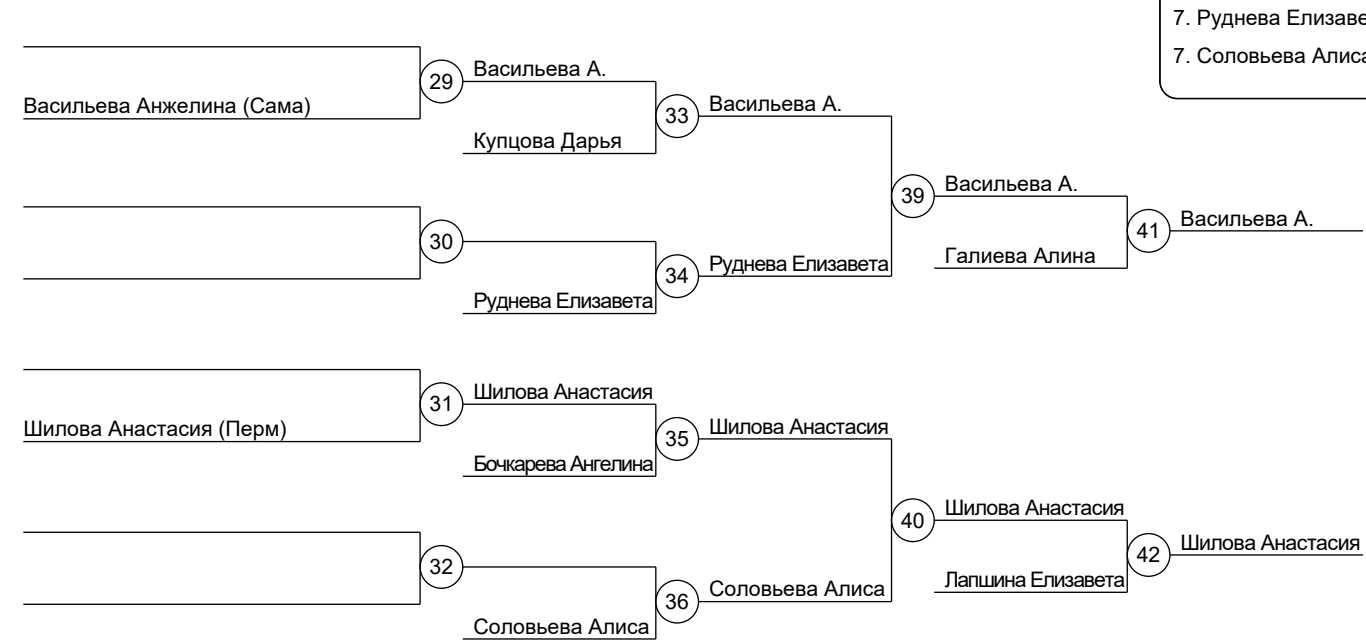 7. Руднева Елизаве
7. Соловьева Алиса
29
Васильева А.
Васильева Анжелина (Сама)
33
Васильева А.
Купцова Дарья
39
Васильева А.
41
Васильева А.
30
Галиева Алина
34
Руднева Елизавета
Руднева Елизавета
31
Шилова Анастасия
Шилова Анастасия (Перм)
35
Шилова Анастасия
Бочкарева Ангелина
40
Шилова Анастасия
42
Шилова Анастасия
32
Лапшина Елизавета
36
Соловьева Алиса
Соловьева Алиса